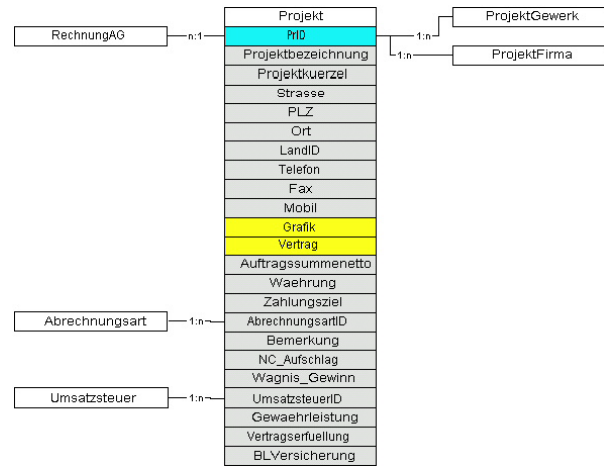 Projekt
ProjektGewerk
RechnungAG
n:1
PrID
1:n
ProjektFirma
1:n
Projektbezeichnung
Projektkuerzel
Strasse
PLZ
Ort
LandID
Telefon
Fax
Mobil
Grafik
Vertrag
Auftragssummenetto
Waehrung
Zahlungsziel
Abrechnungsart
1:n
AbrechnungsartID
Bemerkung
NC_Aufschlag
Wagnis_Gewinn
Umsatzsteuer
1:n
UmsatzsteuerID
Gewaehrleistung
Vertragserfuellung
BLVersicherung